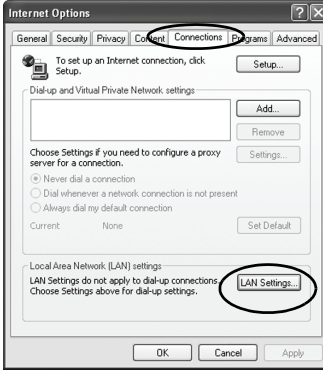 Internet Options
General Security Privacy Content Connections Programs Advanced
To set up an Internet connection, click
Setup.
Setup...
Dial-up and Virtual Private Network settings
Add...
Remove
Choose Settings if you need to configure a proxy
server for a connection.
Settings...
Never dial a connection
Dial whenever a network connection is not present
Always dial my default connection
Current None
Set Default
Local Area Network (LAN) settings
LAN Settings do not apply to dial-up connections.
Choose Settings above for dial-up settings.
LAN Settings...
OK Cancel Apply